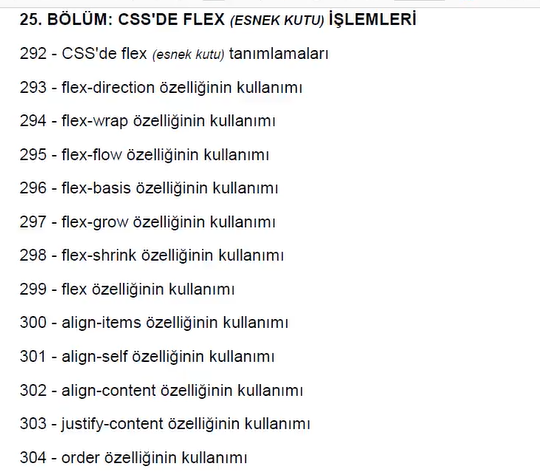 25. BÖLÜM: CSS'DE FLEX (ESNEK KUTU) İŞLEMLERİ
292 - CSS'de flex (esnek kutu) tanımlamaları
293 - flex-direction özelliğinin kullanımı
294 - flex-wrap özelliğinin kullanımı
295 - flex-flow özelliğinin kullanımı
296 - flex-basis özelliğinin kullanımı
297 - flex-grow özelliğinin kullanımı
298 - flex-shrink özelliğinin kullanımı
299 - flex özelliğinin kullanımı
300 - align-items özelliğinin kullanımı
301 - align-self özelliğinin kullanımı
302 - align-content özelliğinin kullanımı
303 - justify-content özelliğinin kullanımı
304 - order özelliğinin kullanımı